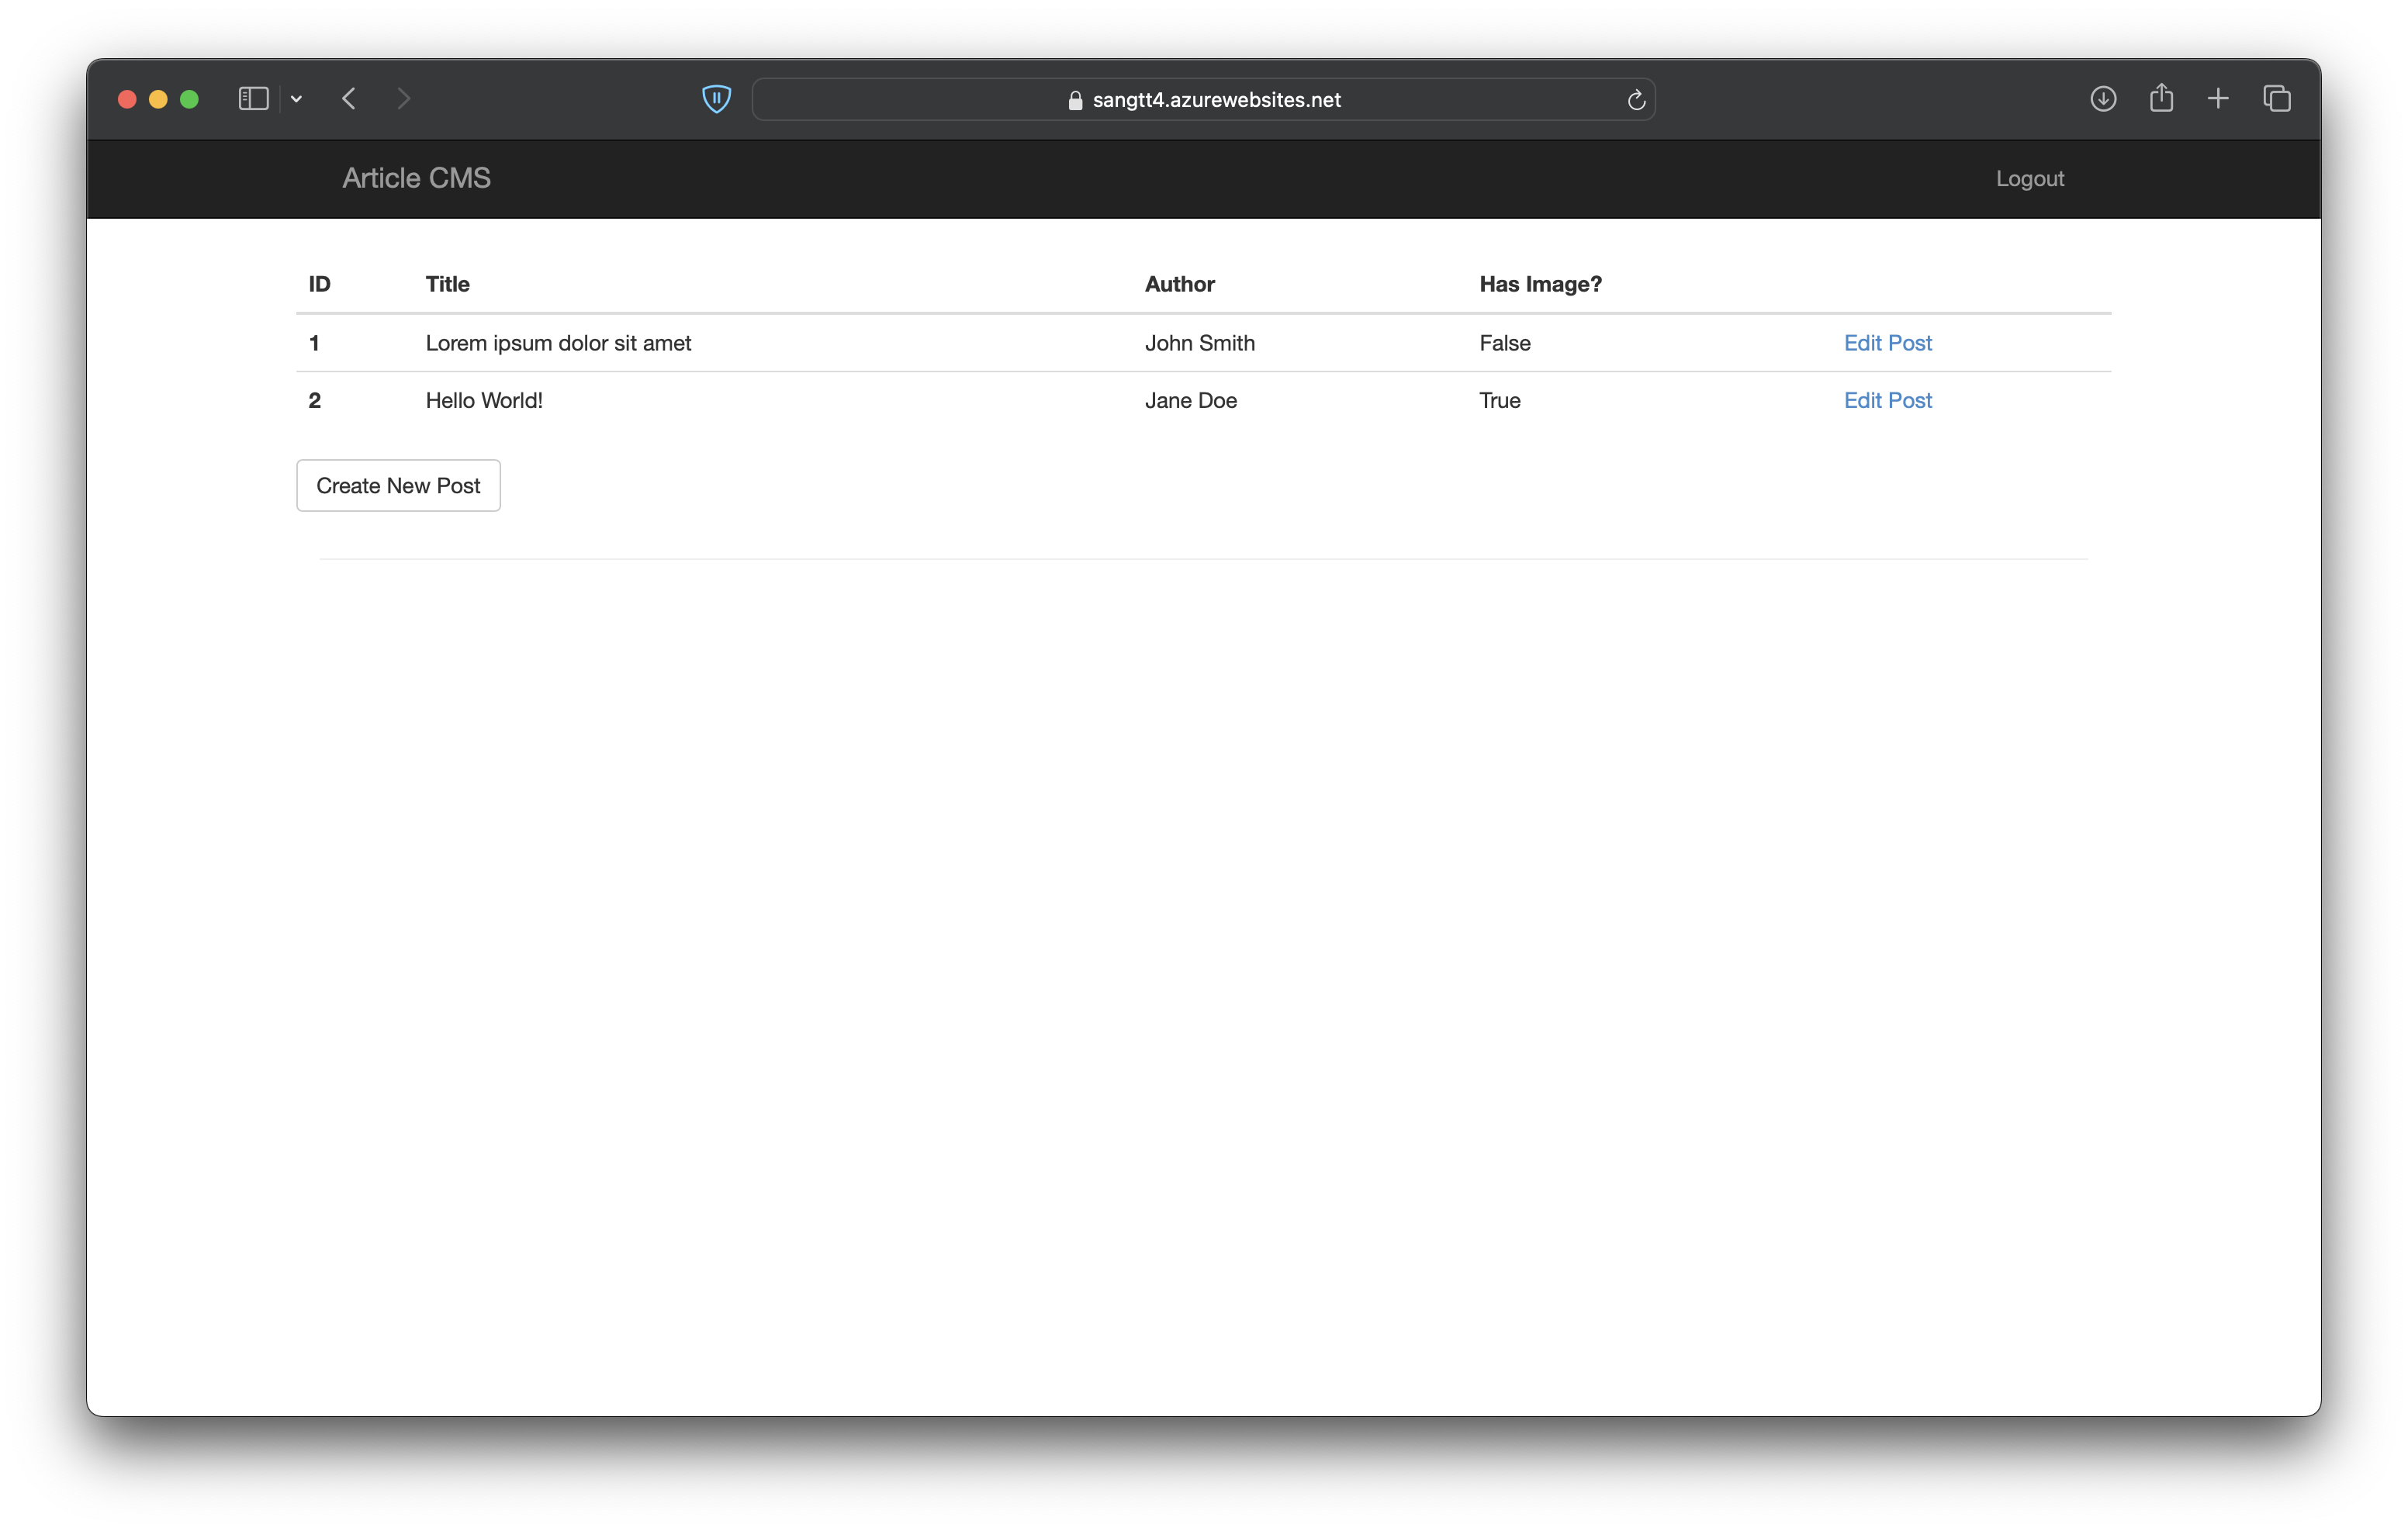 sangtt4.azurewebsites.net
Article CMS Logout
ID Title Author Has Image?
1 Lorem ipsum dolor sit amet John Smith False Edit Post
2 Hello World! Jane Doe True Edit Post
Create New Post